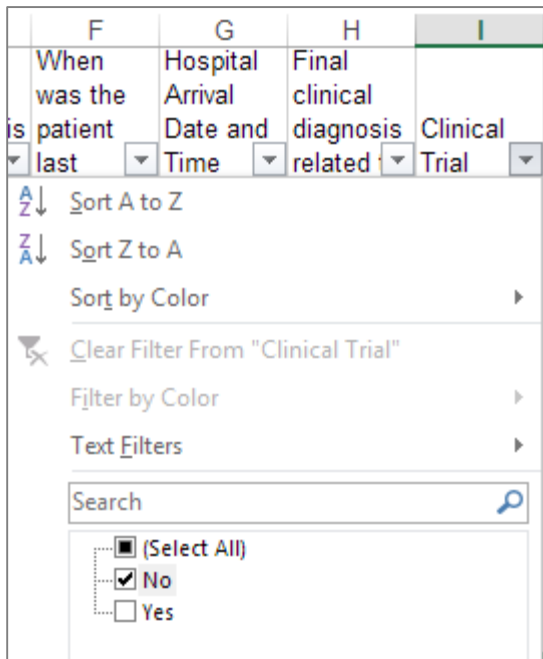 F G H I
When Hospital Final
was the Arrival clinical
is patient Date and diagnosis Clinical
last Time related Trial
A
Z
Sort A to Z
Z
A
Sort Z to A
Sort by Color
Clear Filter From "Clinical Trial"
Filter by Color
Text Filters
Search
(Select All)
No
Yes